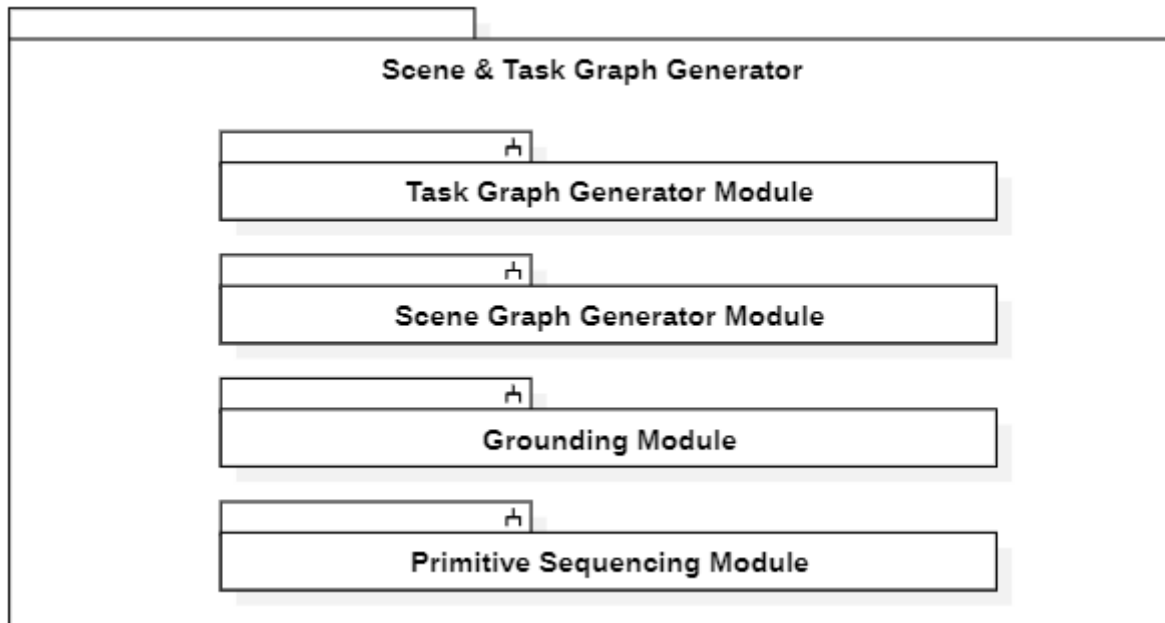 Scene & Task Graph Generator
Task Graph Generator Module
Scene Graph Generator Module
Grounding Module
Primitive Sequencing Module